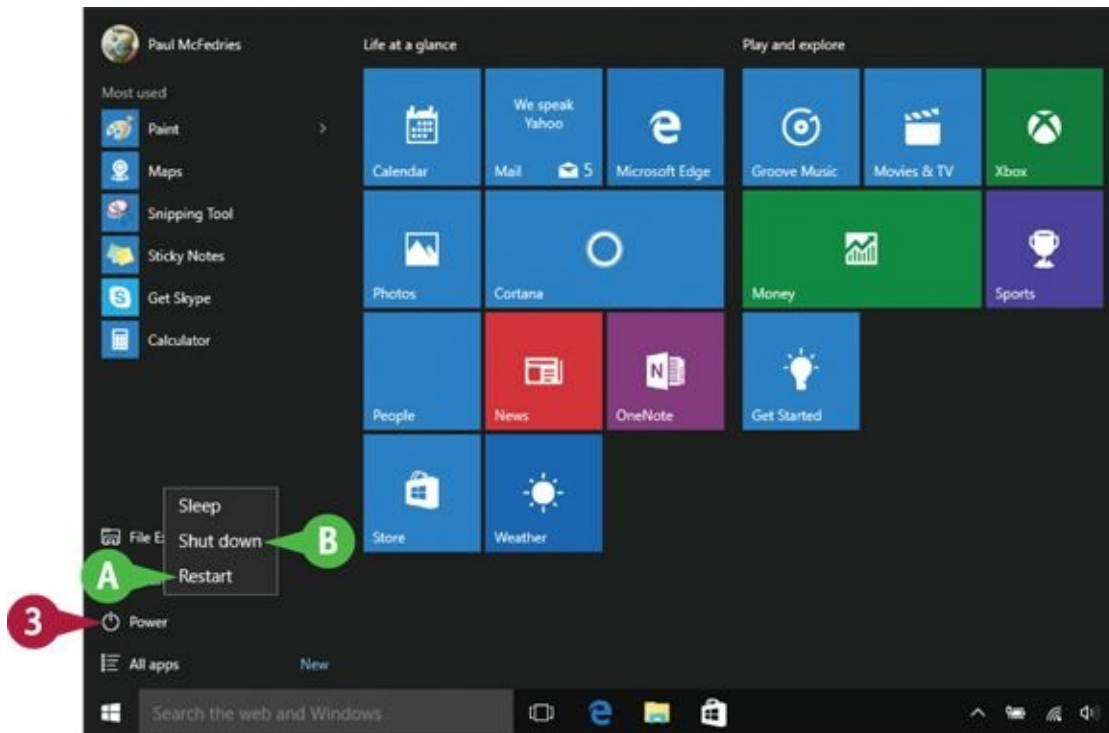 Paul McFedries
Most used
Paint
Maps
Snipping Tool
Sticky Notes
Get Skype
Calculator
Sleep
Shut down
B
File E
A
Restart
3
Power
All apps New
Search the web and Windows
Life at a glance
Calendar
We speak
Yahoo
Mail 5
Microsoft Edge
Photos
Cortana
People
News
N
OneNote
Store
Weather
Play and explore
Groove Music
Movies & TV
Xbox
Money
Sports
Get Started